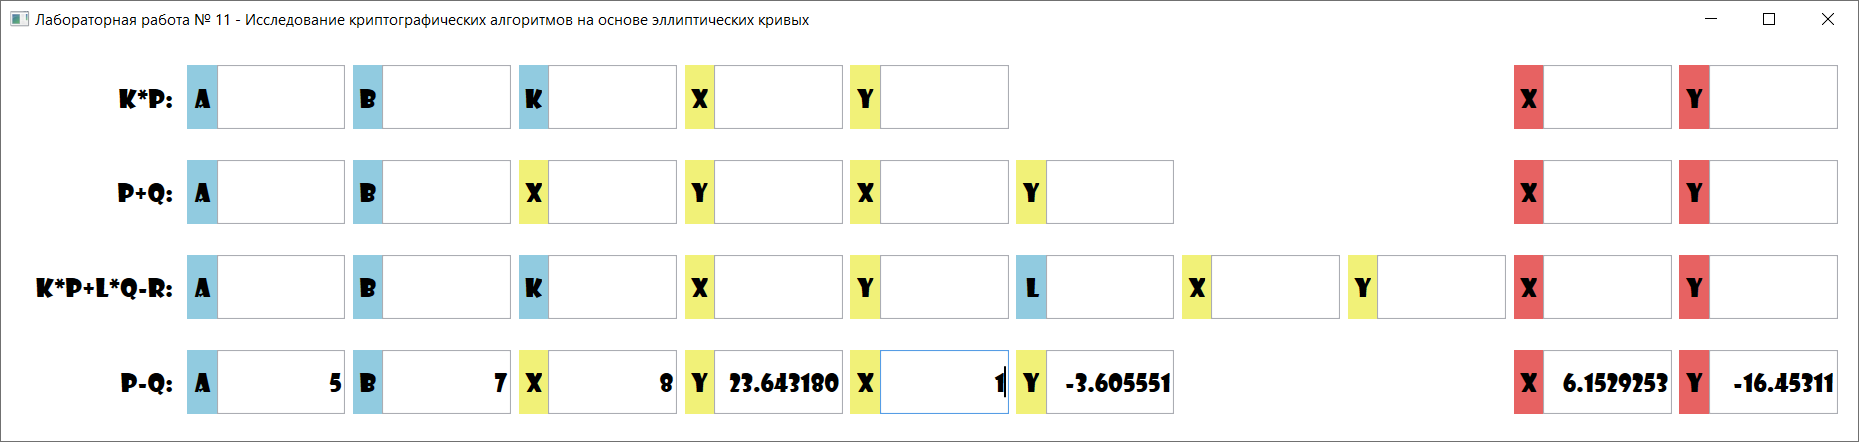 Лабораторная работа № 11 - Исследование криптографических алгоритмов на основе эллиптических кривых
K*P: A B K X Y X Y
P+Q: A B X Y X Y X Y
K*P+L*Q-R: A B K X Y L X Y X Y
P-Q: A 5 B 7 X 8 Y 23.643180 X 1 Y -3.605551 X 6.1529253 Y -16.45311